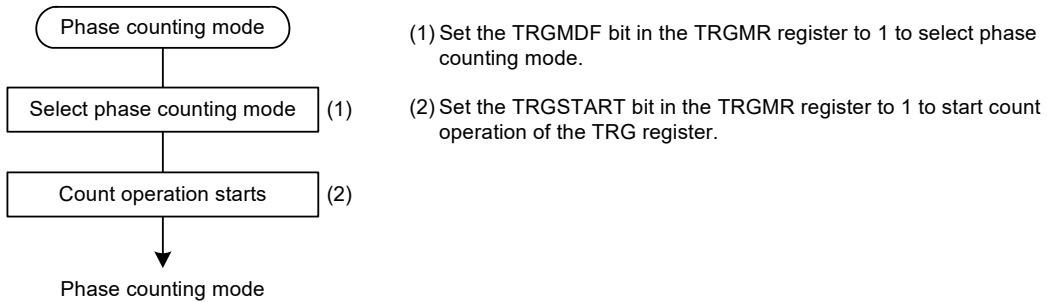 Phase counting mode
Select phase counting mode (1)
Count operation starts (2)
Phase counting mode
(1) Set the TRGMDF bit in the TRGMR register to 1 to select phase
counting mode.
(2) Set the TRGSTART bit in the TRGMR register to 1 to start count
operation of the TRG register.